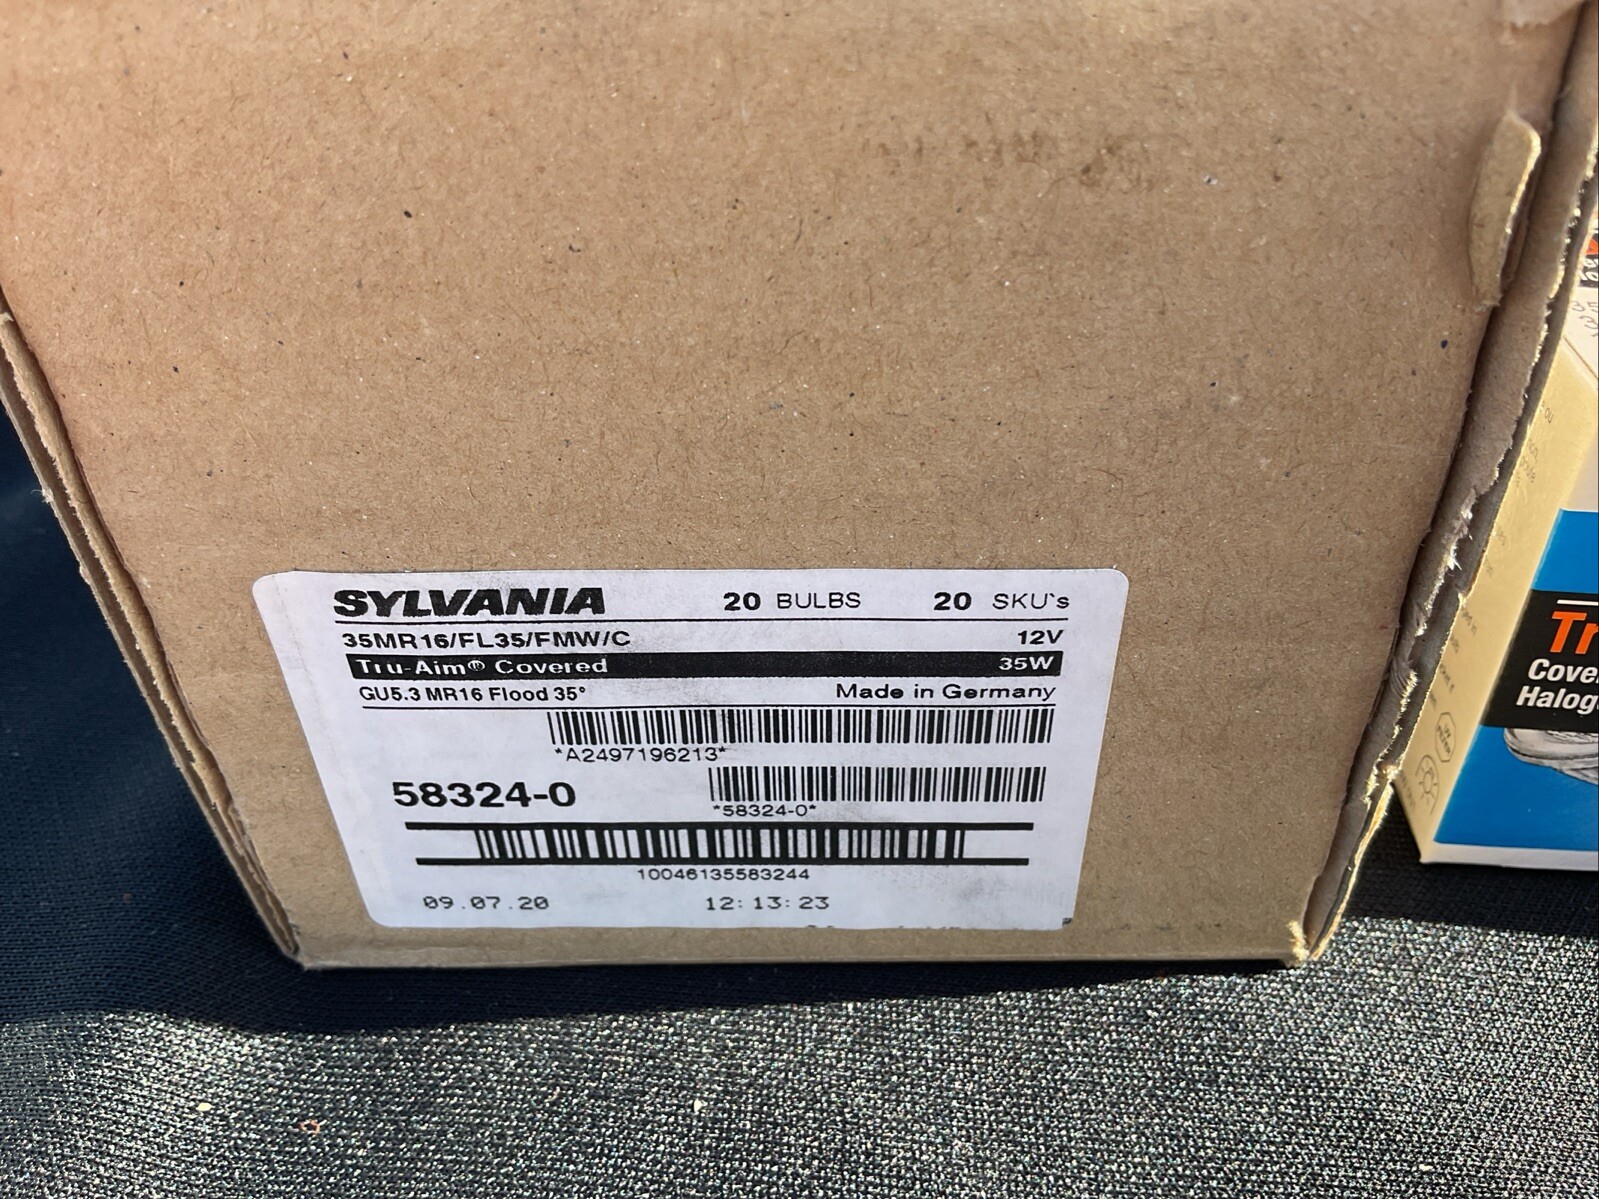 SYLVANIA 20 BULBS 20 SKU`s
35MR16/FL35/FMW/C 12V
Tru-Aim® Covered 35W
GU5.3 MR16 Flood 35° Made in Germany
*A2497196213*
58324-0
*58324-0*
10046135583244
09.07.20 12:13:23
Tr
Cove
Halog